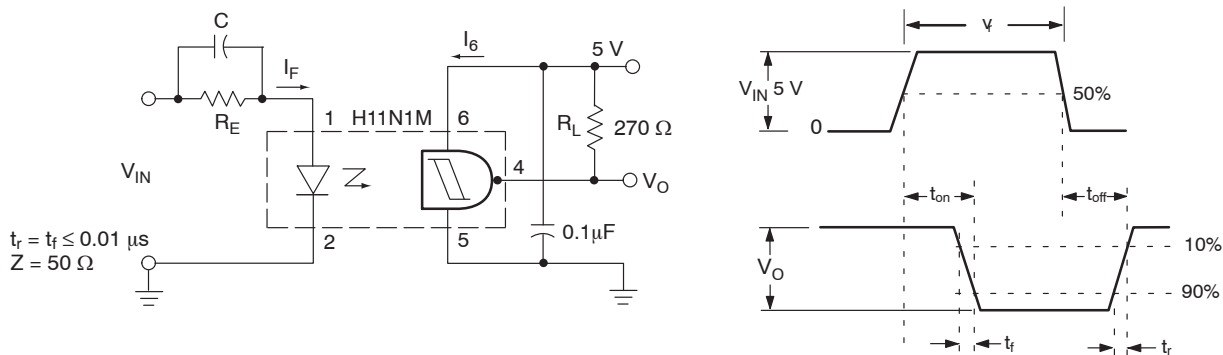 C
I_F
R_E
V_IN
t_r = t_f ≤ 0.01 μs
Z = 50 Ω
1
H11N1M
6
2
5
4
I_6
5 V
R_L
270 Ω
V_O
0.1μF
V_IN 5 V
0
50%
t_on
t_off
V_O
10%
90%
t_f
t_r